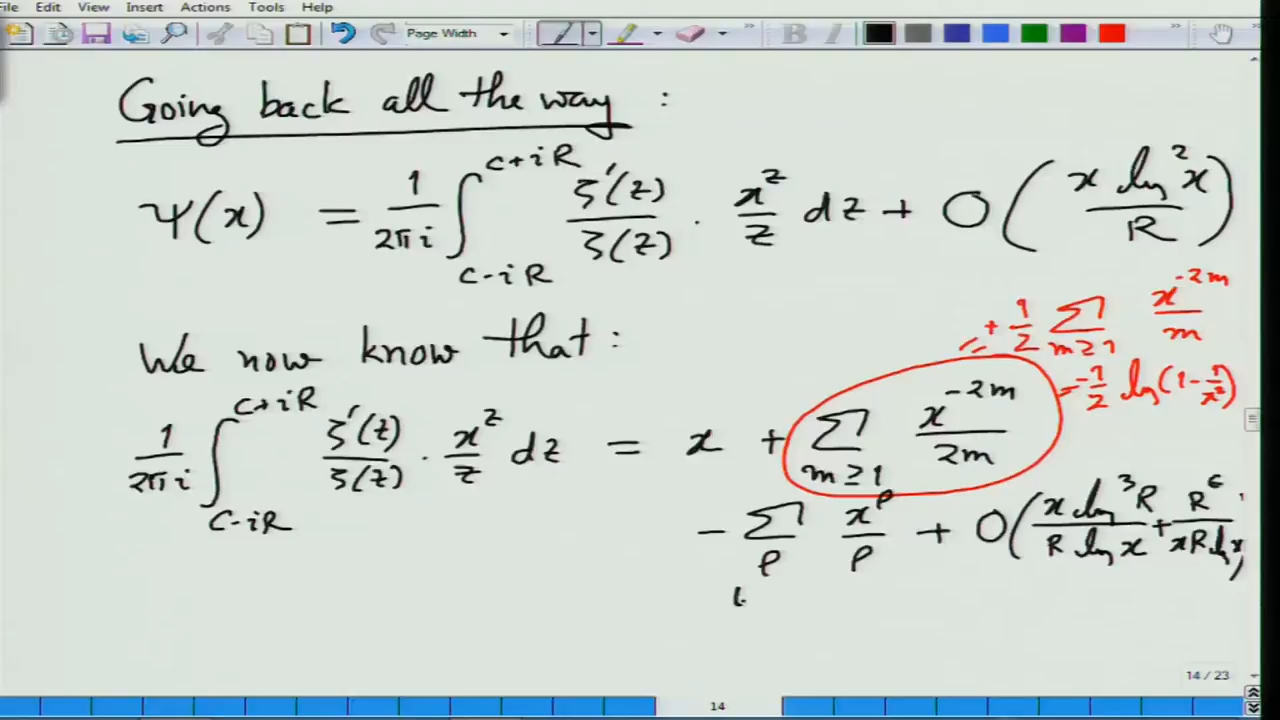 File Edit View Insert Actions Tools Help
Page Width
Going back all the way :
ψ(x) = 1/2πi ∫_{c-iR}^{c+iR} ζ'(z)/ζ(z) · x^z/z dz + O(x log²x / R)
We now know that :
= + 1/2 Σ_{m≥1} x^{-2m}/m
= -1/2 log(1 - 1/x²)
1/2πi ∫_{c-iR}^{c+iR} ζ'(z)/ζ(z) · x^z/z dz = x + Σ_{m≥1} x^{-2m}/2m
- Σ_ρ x^ρ/ρ + O(x log³R / R log x + R^ϵ / xR log x)
14 / 23
14